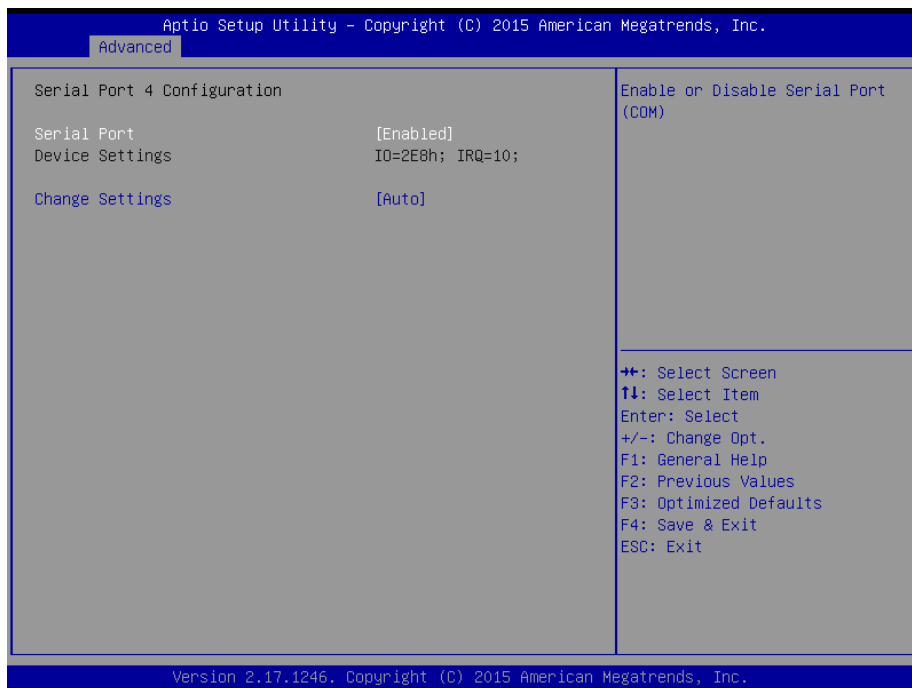 Aptio Setup Utility – Copyright (C) 2015 American Megatrends, Inc.
Advanced
Serial Port 4 Configuration
Serial Port [Enabled]
Device Settings IO=2E8h; IRQ=10;
Change Settings [Auto]
Enable or Disable Serial Port
(COM)
→←: Select Screen
↑↓: Select Item
Enter: Select
+/-: Change Opt.
F1: General Help
F2: Previous Values
F3: Optimized Defaults
F4: Save & Exit
ESC: Exit
Version 2.17.1246. Copyright (C) 2015 American Megatrends, Inc.